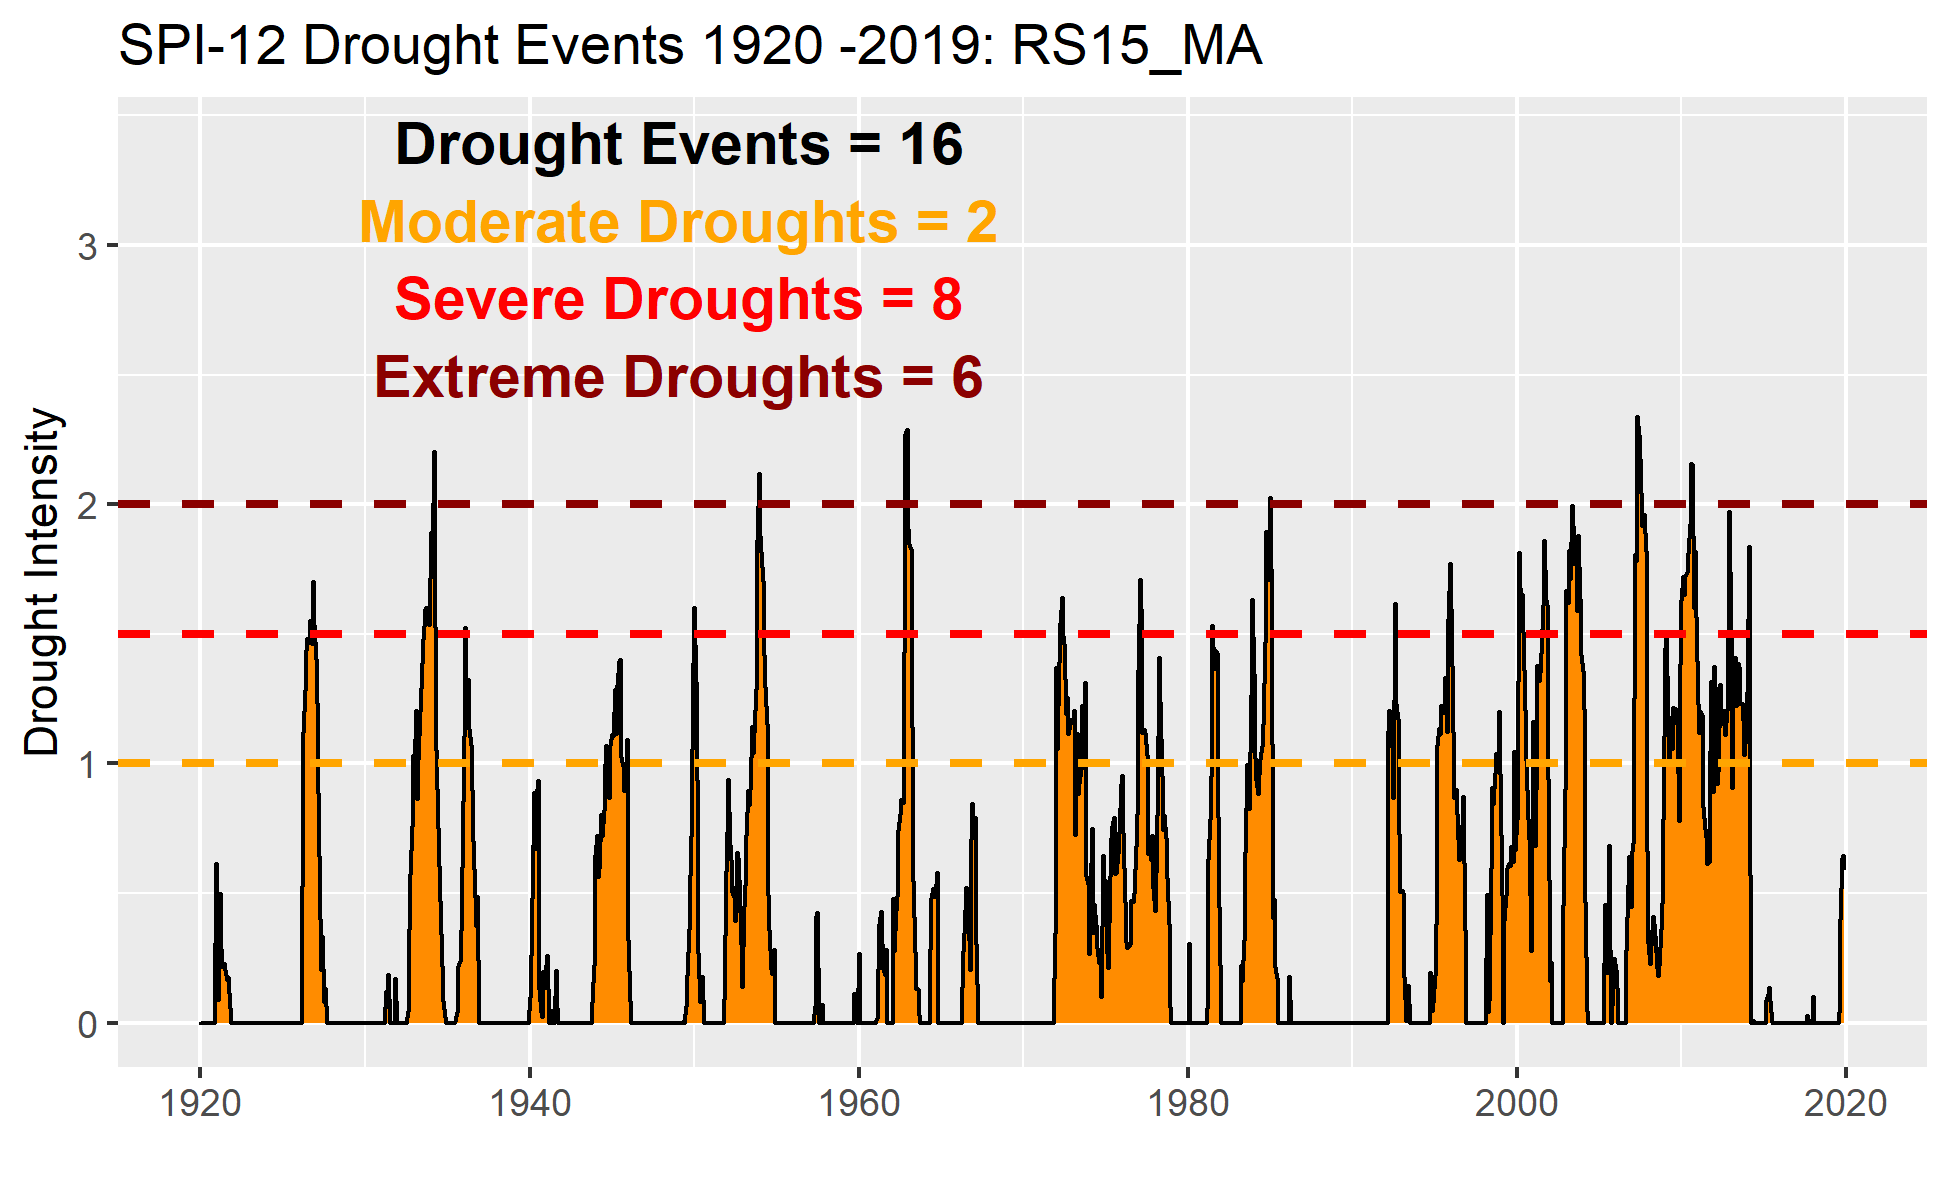 SPI-12 Drought Events 1920 -2019: RS15_MA
Drought Events = 16
Moderate Droughts = 2
Severe Droughts = 8
Extreme Droughts = 6
Drought Intensity
3
2
1
0
1920
1940
1960
1980
2000
2020